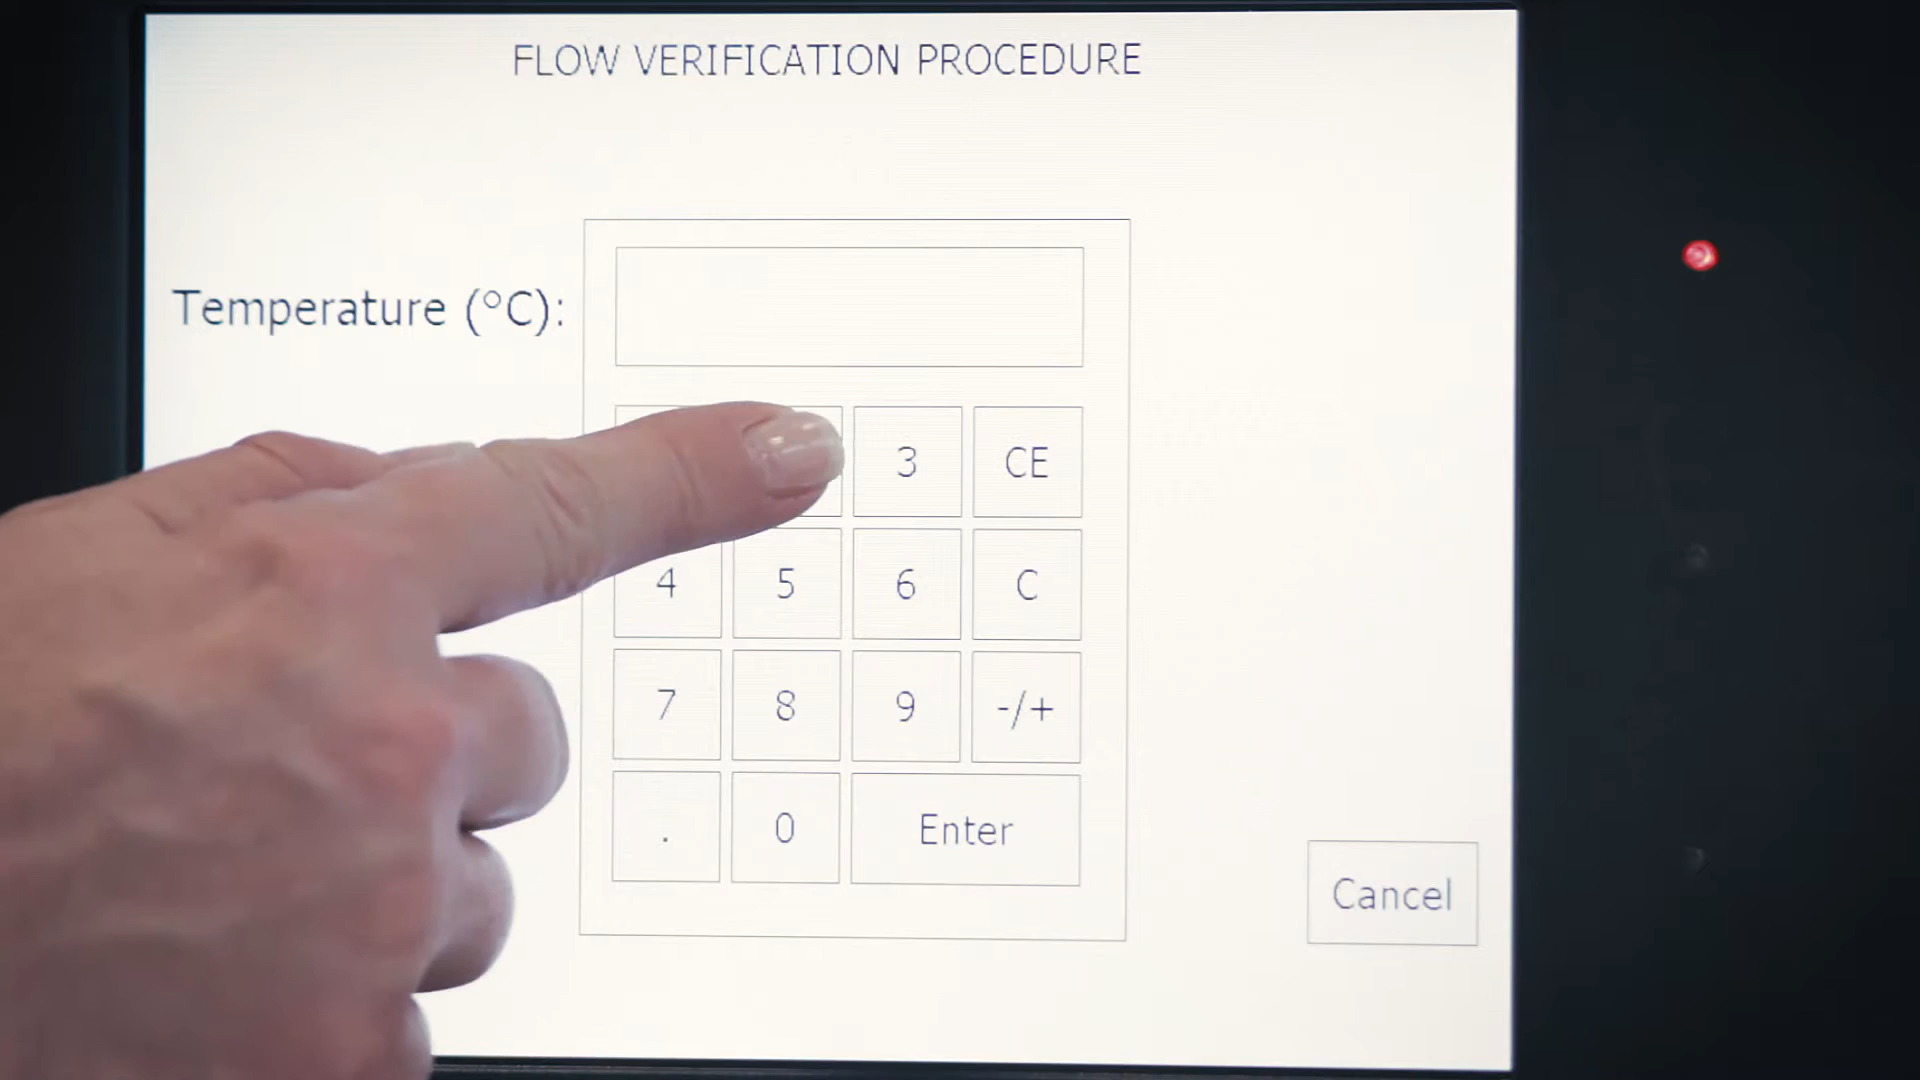 FLOW VERIFICATION PROCEDURE
Temperature (°C):
3 CE
4 5 6 C
7 8 9 -/+
. 0 Enter
Cancel